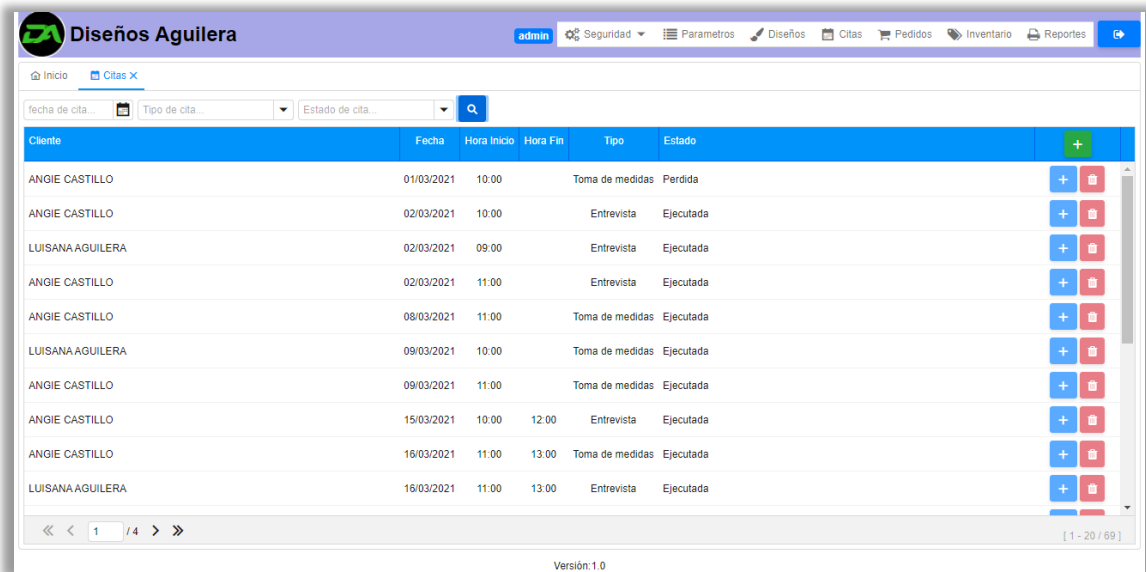 DA Diseños Aguilera admin Seguridad Parametros Diseños Citas Pedidos Inventario Reportes
Inicio Citas
fecha de cita... Tipo de cita... Estado de cita...
Cliente Fecha Hora Inicio Hora Fin Tipo Estado
ANGIE CASTILLO 01/03/2021 10:00 Toma de medidas Perdida
ANGIE CASTILLO 02/03/2021 10:00 Entrevista Ejecutada
LUISANA AGUILERA 02/03/2021 09:00 Entrevista Ejecutada
ANGIE CASTILLO 02/03/2021 11:00 Entrevista Ejecutada
ANGIE CASTILLO 08/03/2021 11:00 Toma de medidas Ejecutada
LUISANA AGUILERA 09/03/2021 10:00 Toma de medidas Ejecutada
ANGIE CASTILLO 09/03/2021 11:00 Toma de medidas Ejecutada
ANGIE CASTILLO 15/03/2021 10:00 12:00 Entrevista Ejecutada
ANGIE CASTILLO 16/03/2021 11:00 13:00 Toma de medidas Ejecutada
LUISANA AGUILERA 16/03/2021 11:00 13:00 Entrevista Ejecutada
1 / 4 [ 1 - 20 / 69 ]
Versión:1.0